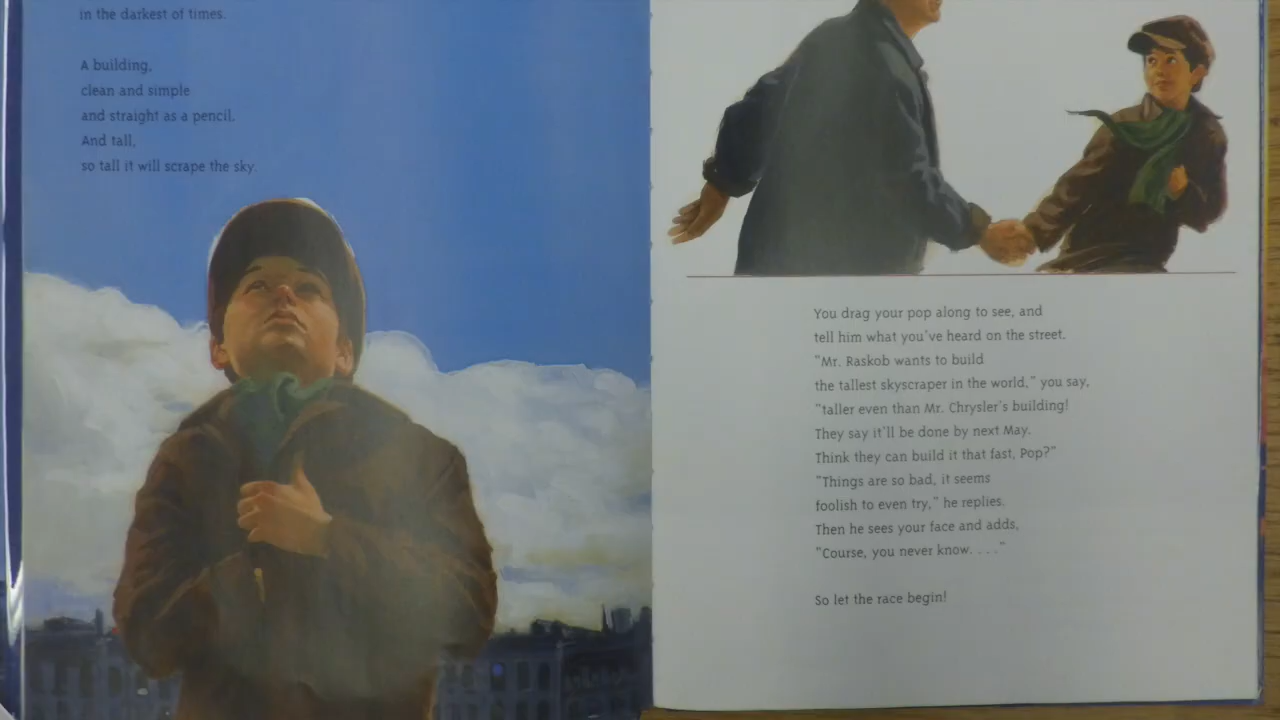 in the darkest of times.
A building,
clean and simple
and straight as a pencil.
And tall,
so tall it will scrape the sky.
You drag your pop along to see, and
tell him what you've heard on the street.
"Mr. Raskob wants to build
the tallest skyscraper in the world," you say,
"taller even than Mr. Chrysler's building!
They say it'll be done by next May.
Think they can build it that fast, Pop?"
"Things are so bad, it seems
foolish to even try," he replies.
Then he sees your face and adds,
"Course, you never know. . . ."
So let the race begin!